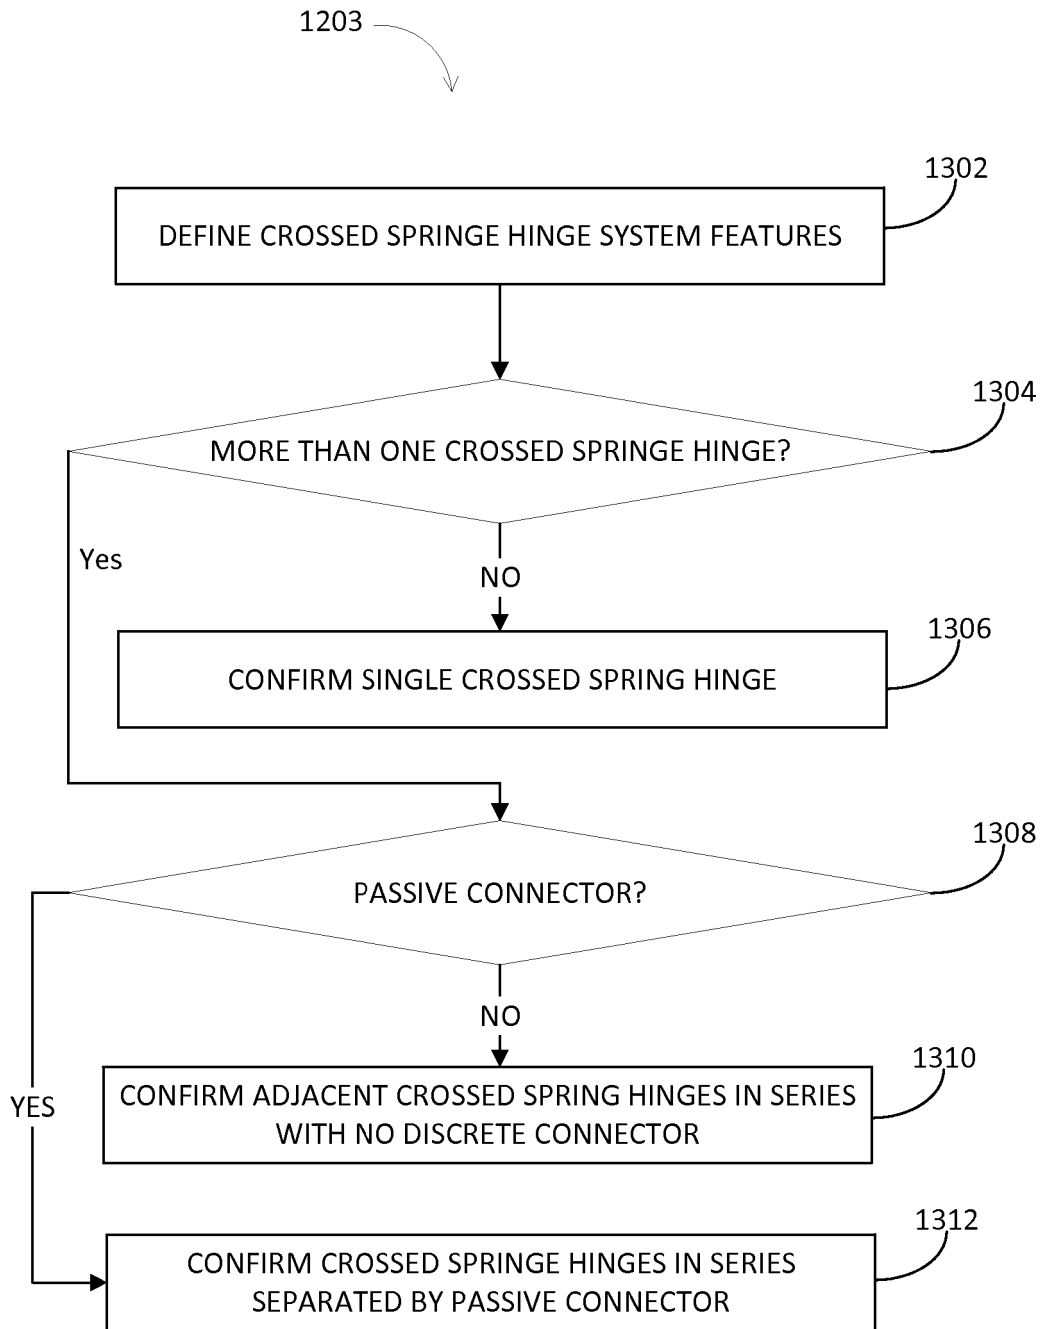 1203
1302
DEFINE CROSSED SPRINGE HINGE SYSTEM FEATURES
1304
MORE THAN ONE CROSSED SPRINGE HINGE?
Yes
NO
1306
CONFIRM SINGLE CROSSED SPRING HINGE
1308
PASSIVE CONNECTOR?
NO
1310
CONFIRM ADJACENT CROSSED SPRING HINGES IN SERIES
WITH NO DISCRETE CONNECTOR
YES
1312
CONFIRM CROSSED SPRINGE HINGES IN SERIES
SEPARATED BY PASSIVE CONNECTOR